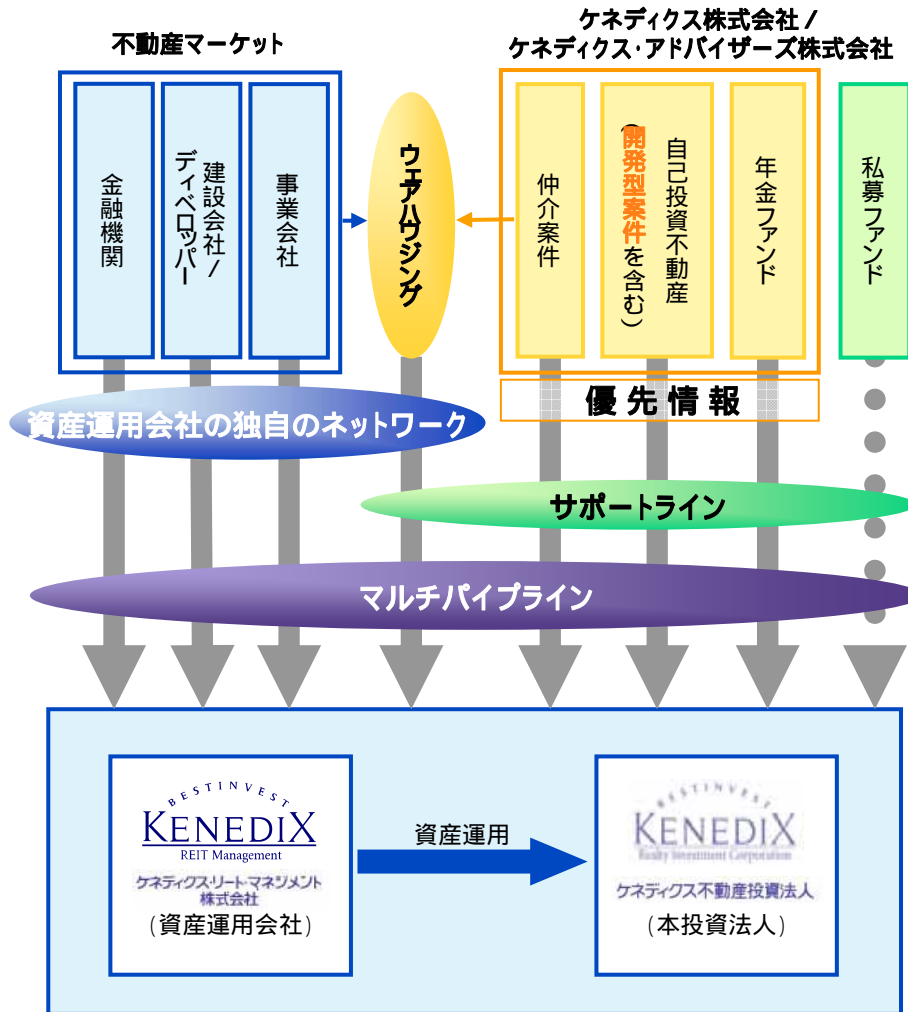 不動産マーケット
ケネディクス株式会社 /
ケネディクス・アドバイザーズ株式会社
金融機関
建設会社/
ディベロッパー
事業会社
ウェアハウジング
仲介案件
自己投資不動産
(開発型案件を含む)
年金ファンド
私募ファンド
優先情報
資産運用会社の独自のネットワーク
サポートライン
マルチパイプライン
BESTINVEST
KENEDIX
REIT Management
ケネディクス・リート・マネジメント
株式会社
(資産運用会社)
資産運用
BESTINVEST
KENEDIX
Realty Investment Corporation
ケネディクス不動産投資法人
(本投資法人)